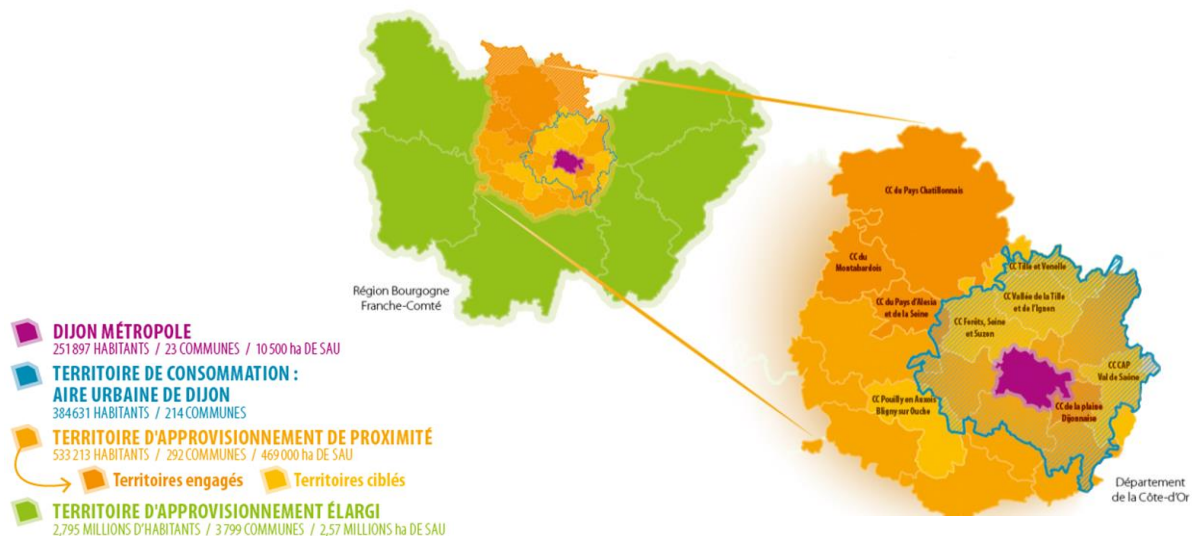 CC du Pays Chatillonnais
CC du
Montabardois
CC Tille et Venelle
CC du Pays d'Alesia
et de la Seine
CC Vallée de la Tille
et de l'Ignon
CC Forêts, Seine
et Suzon
CC CAP
Val de Saône
CC Pouilly en Auxois
Bligny sur Ouche
CC de la plaine
Dijonnaise
Région Bourgogne
Franche-Comté
Département
de la Côte-d'Or
DIJON MÉTROPOLE
251 897 HABITANTS / 23 COMMUNES / 10 500 ha DE SAU
TERRITOIRE DE CONSOMMATION :
AIRE URBAINE DE DIJON
384 631 HABITANTS / 214 COMMUNES
TERRITOIRE D'APPROVISIONNEMENT DE PROXIMITÉ
533 213 HABITANTS / 292 COMMUNES / 469 000 ha DE SAU
Territoires engagés
Territoires ciblés
TERRITOIRE D'APPROVISIONNEMENT ÉLARGI
2,795 MILLIONS D'HABITANTS / 3 799 COMMUNES / 2,57 MILLIONS ha DE SAU